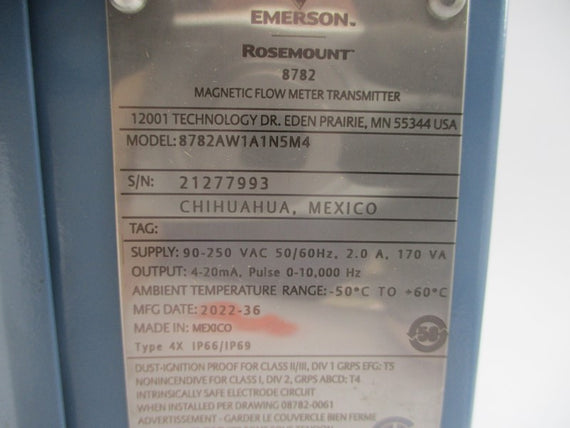 EMERSON.
ROSEMOUNT
8782
MAGNETIC FLOW METER TRANSMITTER
12001 TECHNOLOGY DR. EDEN PRAIRIE, MN 55344 USA
MODEL: 8782AW1A1N5M4
S/N: 21277993
CHIHUAHUA, MEXICO
TAG:
SUPPLY: 90-250 VAC 50/60Hz, 2.0 A, 170 VA
OUTPUT: 4-20mA, Pulse 0-10,000 Hz
AMBIENT TEMPERATURE RANGE: -50°C TO +60°C
MFG DATE: 2022-36
MADE IN: MEXICO
Type 4X IP66/IP69
50
DUST-IGNITION PROOF FOR CLASS II/III, DIV 1 GRPS EFG: T5
NONINCENDIVE FOR CLASS I, DIV 2, GRPS ABCD: T4
INTRINSICALLY SAFE ELECTRODE CIRCUIT
WHEN INSTALLED PER DRAWING 08782-0061
ADVERTISSEMENT - GARDER LE COUVERCLE BIEN FERME